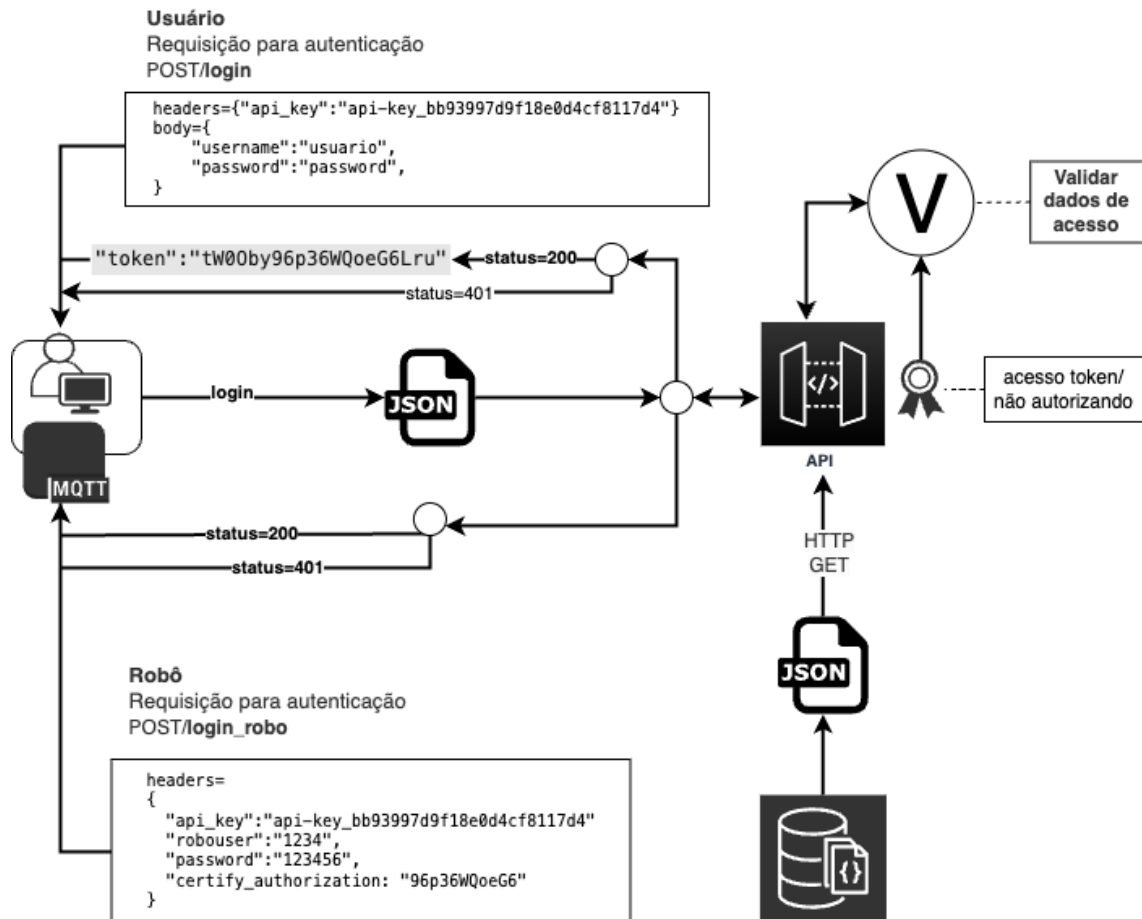 Usuário
Requisição para autenticação
POST/login
headers={"api_key":"api-key_bb93997d9f18e0d4cf8117d4"}
body={
"username":"usuario",
"password":"password",
}
"token":"tW0Oby96p36WQoeG6Lru"
status=200
status=401
V
Validar
dados de
acesso
login
JSON
</>
API
acesso token/
não autorizando
MQTT
status=200
status=401
HTTP
GET
JSON
Robô
Requisição para autenticação
POST/login_robo
headers=
{
"api_key":"api-key_bb93997d9f18e0d4cf8117d4"
"robouser":"1234",
"password":"123456",
"certify_authorization: "96p36WQoeG6"
}
{}